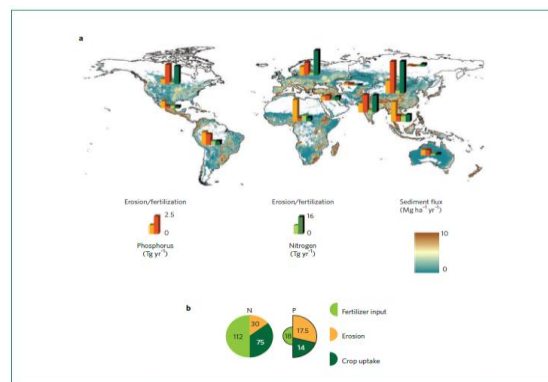 a
Erosion/fertilization
2.5
0
Phosphorus
(Tg yr⁻¹)
Erosion/fertilization
16
0
Nitrogen
(Tg yr⁻¹)
Sediment flux
(Mg ha⁻¹ yr⁻¹)
10
0
b
N
P
30
112
75
18
17.5
14
Fertilizer input
Erosion
Crop uptake